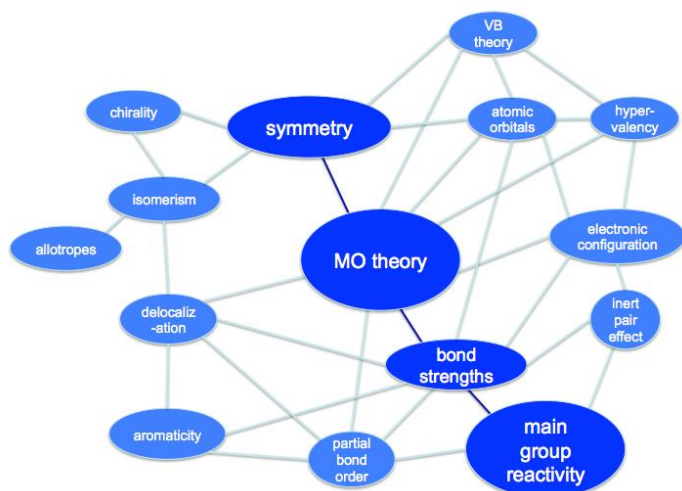 VB
theory
chirality
symmetry
atomic
orbitals
hyper-
valency
isomerism
allotropes
MO theory
electronic
configuration
delocaliz
-ation
inert
pair
effect
bond
strengths
aromaticity
partial
bond
order
main
group
reactivity